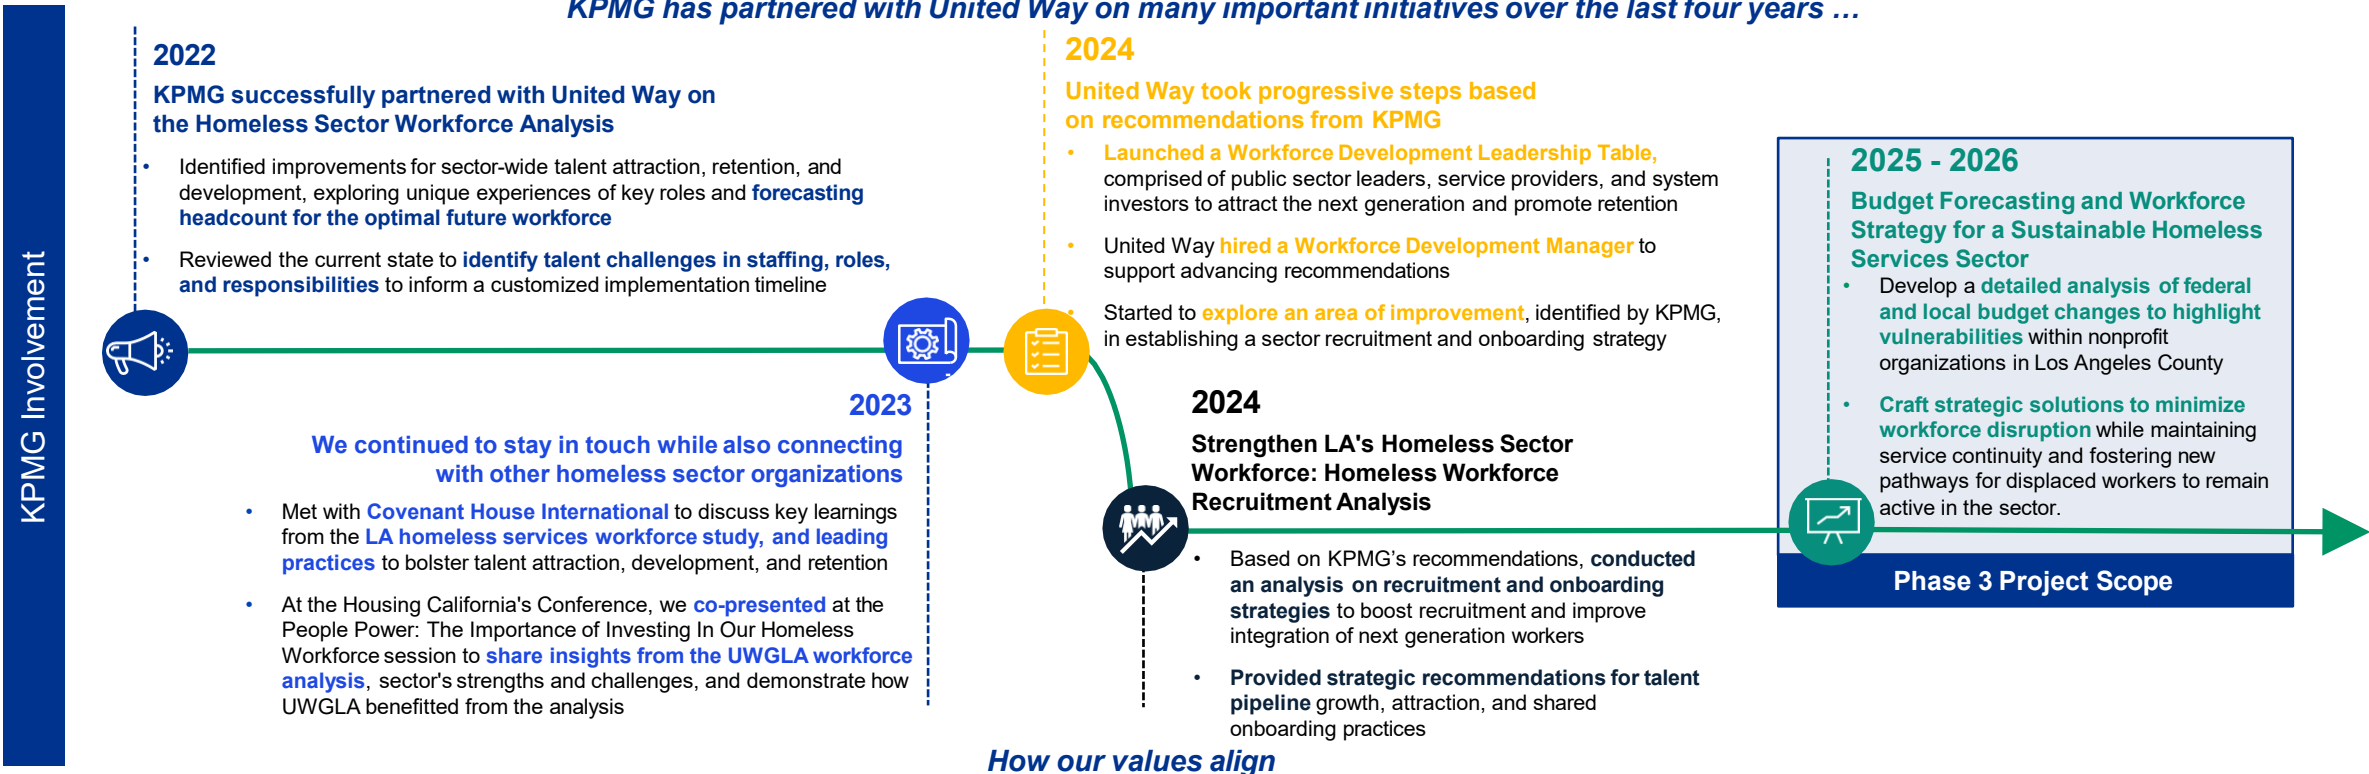 KPMG has partnered with United Way on many important initiatives over the last four years …
KPMG Involvement
2022
KPMG successfully partnered with United Way on
the Homeless Sector Workforce Analysis
• Identified improvements for sector-wide talent attraction, retention, and
development, exploring unique experiences of key roles and forecasting
headcount for the optimal future workforce
• Reviewed the current state to identify talent challenges in staffing, roles,
and responsibilities to inform a customized implementation timeline
2023
We continued to stay in touch while also connecting
with other homeless sector organizations
• Met with Covenant House International to discuss key learnings
from the LA homeless services workforce study, and leading
practices to bolster talent attraction, development, and retention
• At the Housing California's Conference, we co-presented at the
People Power: The Importance of Investing In Our Homeless
Workforce session to share insights from the UWGLA workforce
analysis, sector's strengths and challenges, and demonstrate how
UWGLA benefitted from the analysis
2024
United Way took progressive steps based
on recommendations from KPMG
• Launched a Workforce Development Leadership Table,
comprised of public sector leaders, service providers, and system
investors to attract the next generation and promote retention
• United Way hired a Workforce Development Manager to
support advancing recommendations
• Started to explore an area of improvement, identified by KPMG,
in establishing a sector recruitment and onboarding strategy
2024
Strengthen LA's Homeless Sector
Workforce: Homeless Workforce
Recruitment Analysis
• Based on KPMG’s recommendations, conducted
an analysis on recruitment and onboarding
strategies to boost recruitment and improve
integration of next generation workers
• Provided strategic recommendations for talent
pipeline growth, attraction, and shared
onboarding practices
2025 - 2026
Budget Forecasting and Workforce
Strategy for a Sustainable Homeless
Services Sector
• Develop a detailed analysis of federal
and local budget changes to highlight
vulnerabilities within nonprofit
organizations in Los Angeles County
• Craft strategic solutions to minimize
workforce disruption while maintaining
service continuity and fostering new
pathways for displaced workers to remain
active in the sector.
Phase 3 Project Scope
How our values align